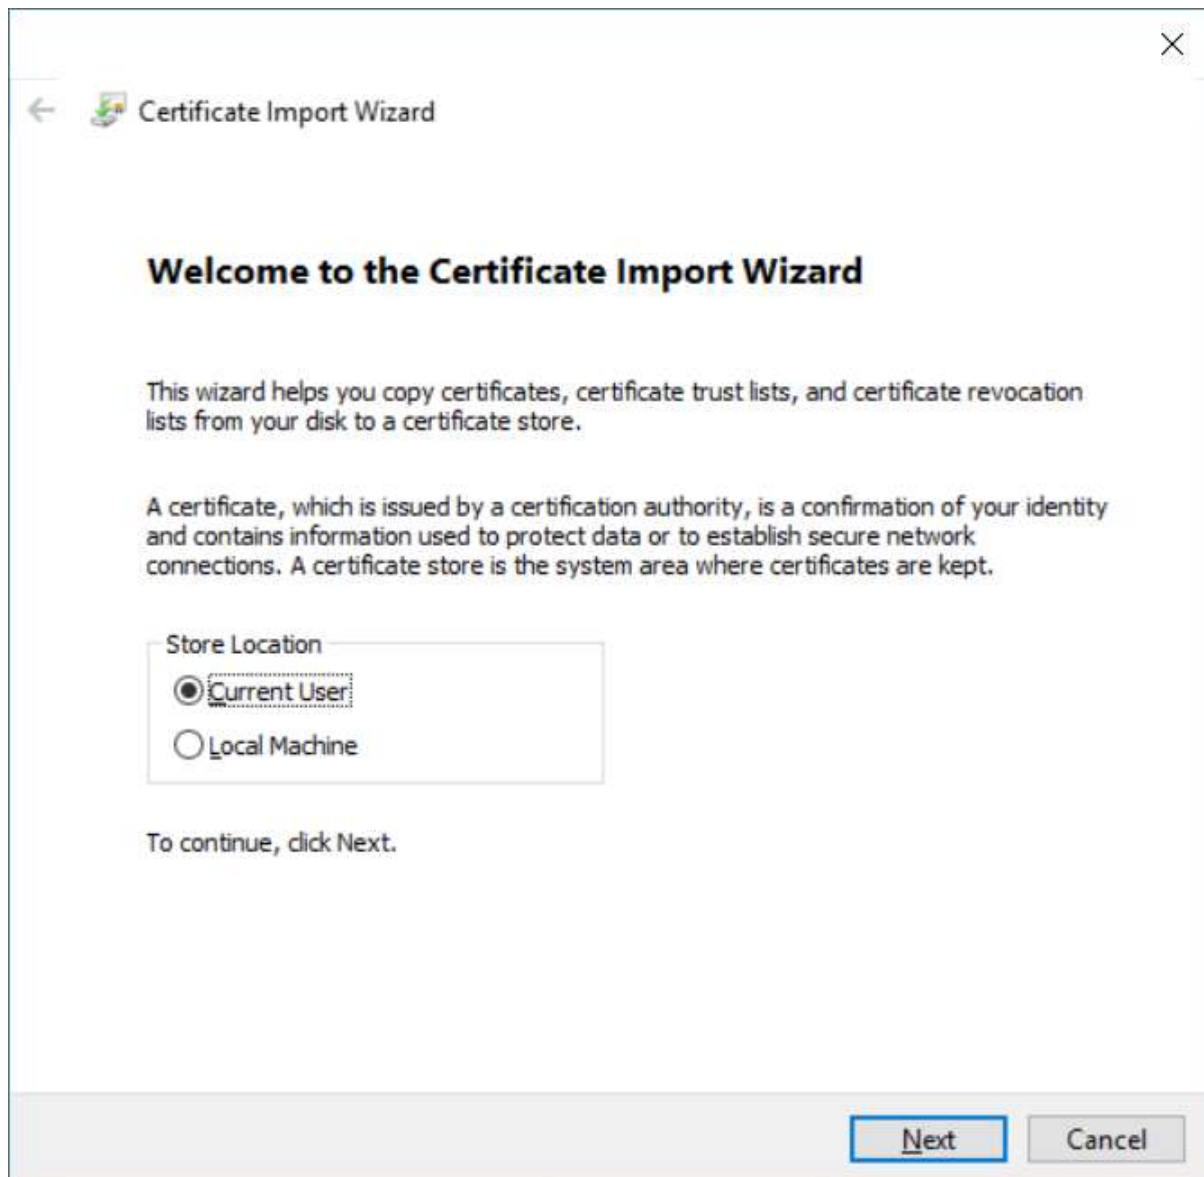 Certificate Import Wizard
Welcome to the Certificate Import Wizard
This wizard helps you copy certificates, certificate trust lists, and certificate revocation
lists from your disk to a certificate store.
A certificate, which is issued by a certification authority, is a confirmation of your identity
and contains information used to protect data or to establish secure network
connections. A certificate store is the system area where certificates are kept.
Store Location
Current User
Local Machine
To continue, click Next.
Next Cancel